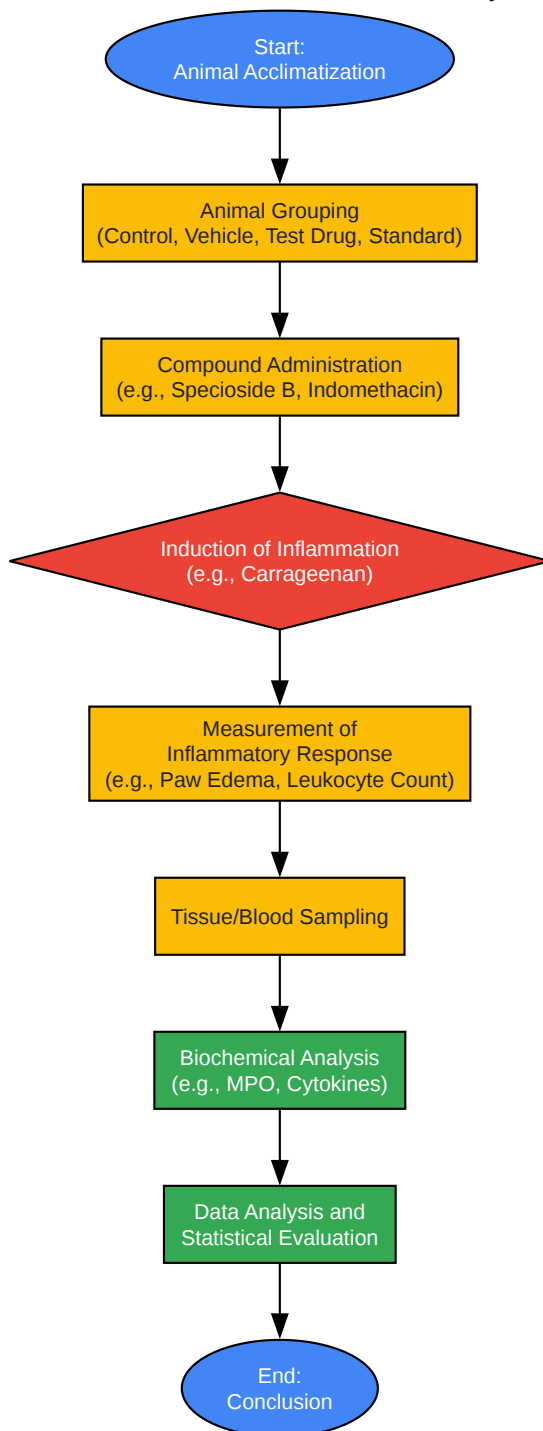 Start:
Animal Acclimatization
Animal Grouping
(Control, Vehicle, Test Drug, Standard)
Compound Administration
(e.g., Specioside B, Indomethacin)
Induction of Inflammation
(e.g., Carrageenan)
Measurement of
Inflammatory Response
(e.g., Paw Edema, Leukocyte Count)
Tissue/Blood Sampling
Biochemical Analysis
(e.g., MPO, Cytokines)
Data Analysis and
Statistical Evaluation
End:
Conclusion